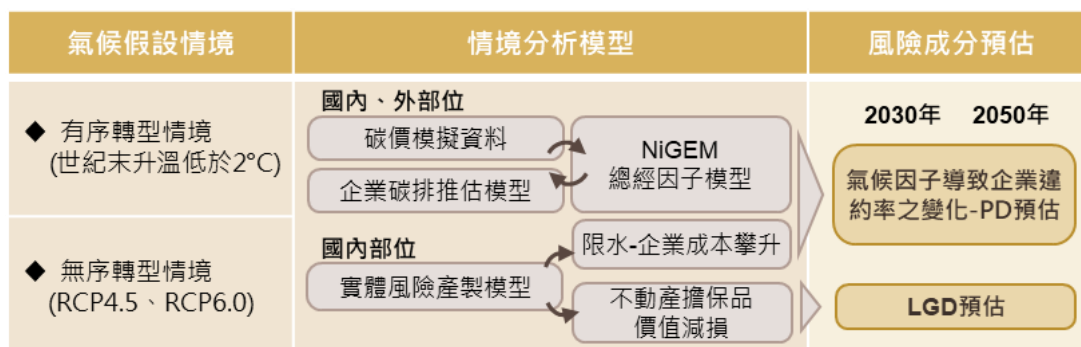 氣候假設情境
情境分析模型
風險成分預估
◆ 有序轉型情境
(世紀末升溫低於2°C)
◆ 無序轉型情境
(RCP4.5、RCP6.0)
國內、外部位
碳價模擬資料
企業碳排推估模型
NiGEM
總經因子模型
國內部位
實體風險產製模型
限水-企業成本攀升
不動產擔保品
價值減損
2030年 2050年
氣候因子導致企業違
約率之變化-PD預估
LGD預估